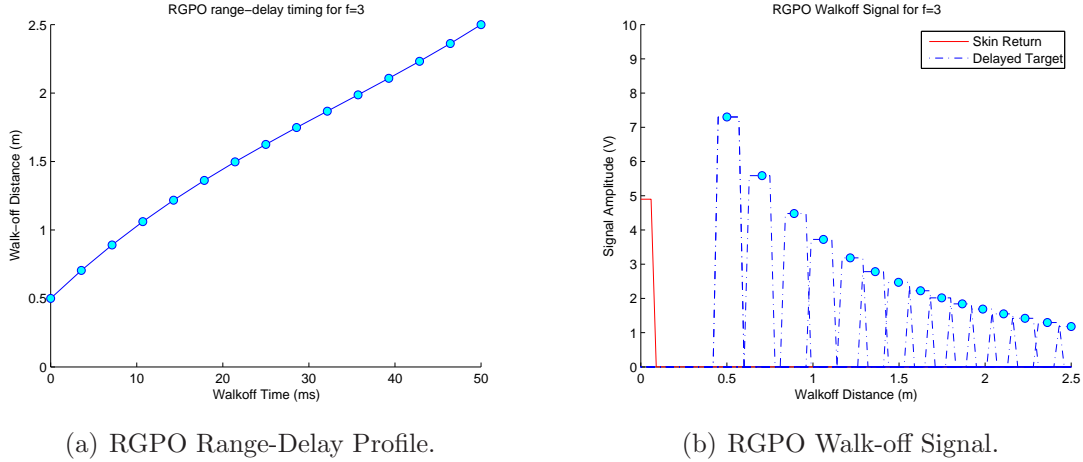 RGPO range−delay timing for f=3
2.5
2
1.5
1
0.5
0
Walk−off Distance (m)
0 10 20 30 40 50
Walkoff Time (ms)
(a) RGPO Range-Delay Profile.
RGPO Walkoff Signal for f=3
Skin Return
Delayed Target
10
9
8
7
6
5
4
3
2
1
0
Signal Amplitude (V)
0 0.5 1 1.5 2 2.5
Walkoff Distance (m)
(b) RGPO Walk-off Signal.